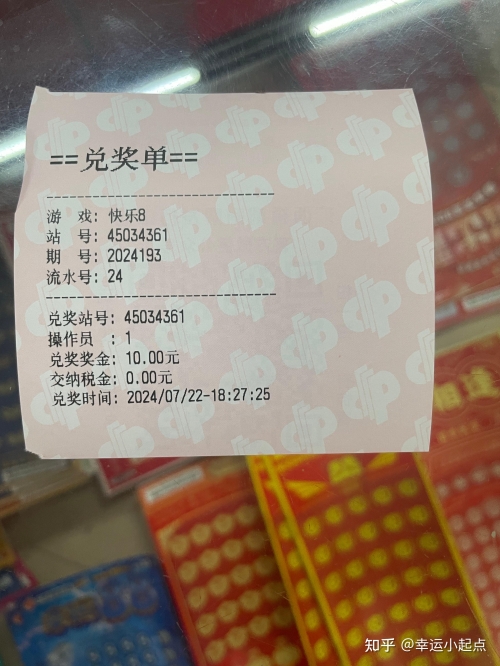 ==兑奖单==
游 戏: 快乐8
站 号: 45034361
期 号: 2024193
流水号: 24
兑奖站号: 45034361
操作员 : 1
兑奖奖金: 10.00元
交纳税金: 0.00元
兑奖时间: 2024/07/22-18:27:25
知乎 @幸运小起点